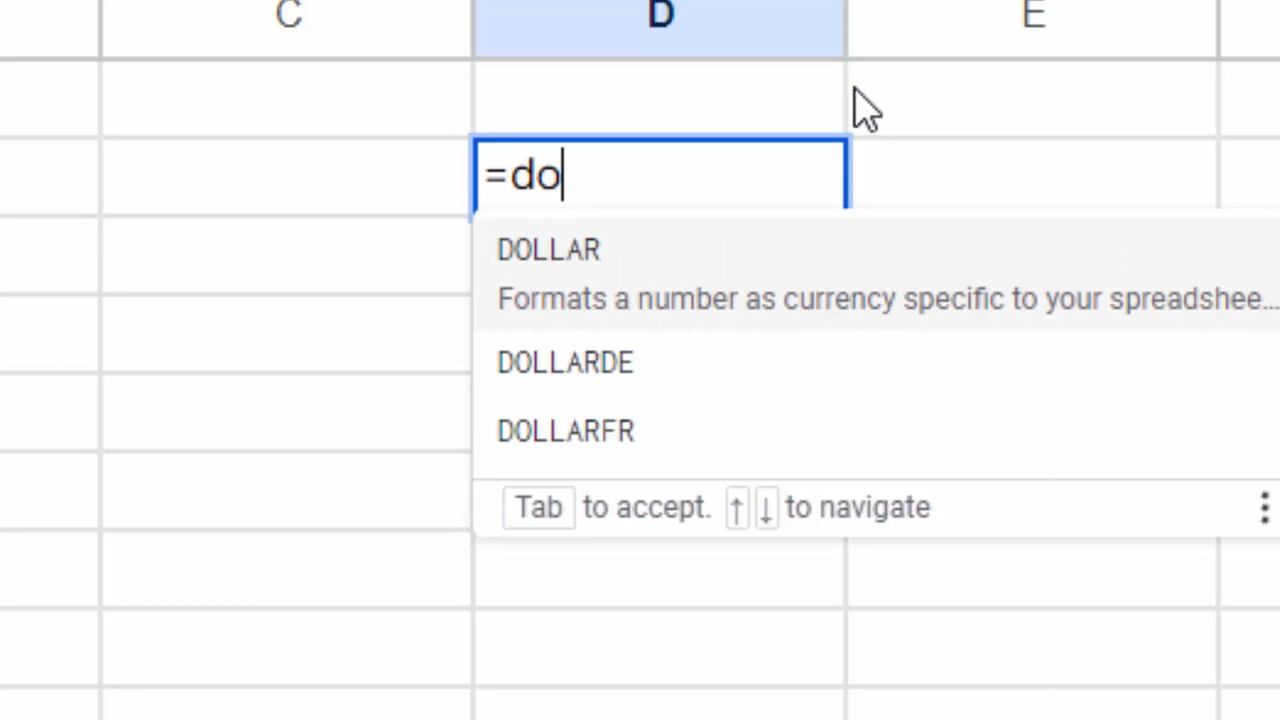 C D E
=do
DOLLAR
Formats a number as currency specific to your spreadshee...
DOLLARDE
DOLLARFR
Tab to accept. ↑ ↓ to navigate